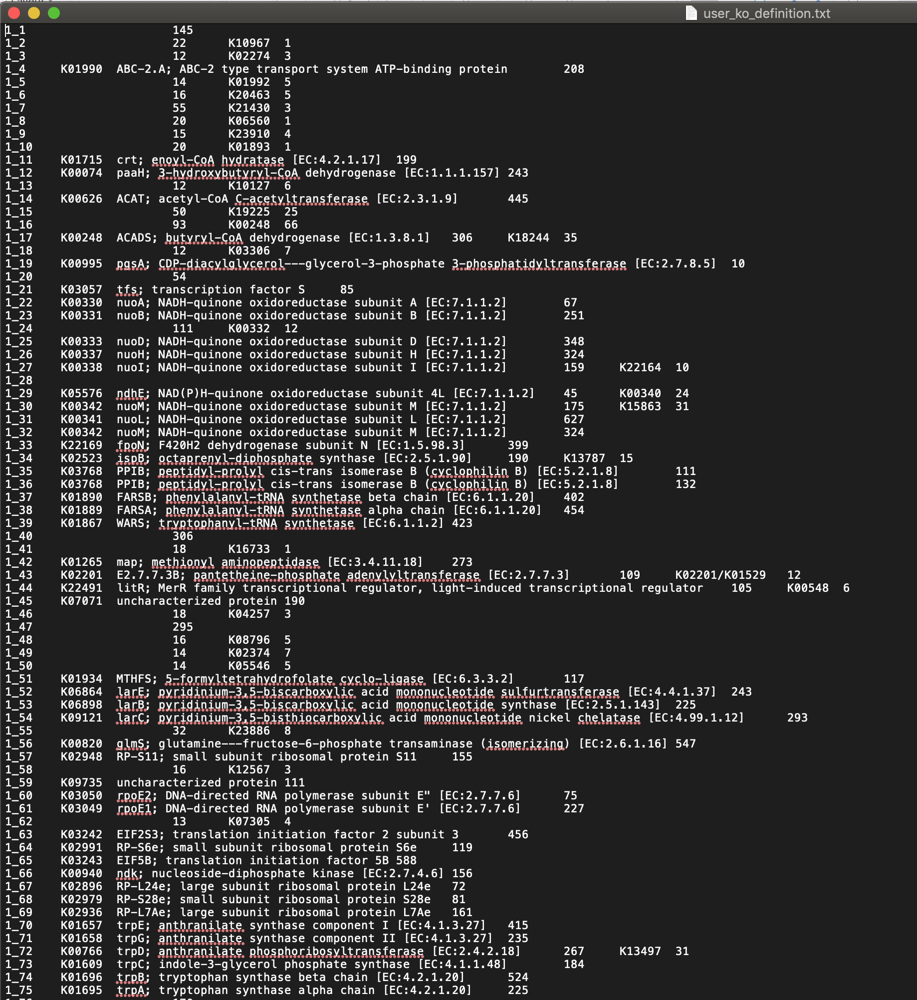 user_ko_definition.txt
1_1 145
1_2 22 K10967 1
1_3 12 K02274 3
1_4 K01990 ABC-2.A; ABC-2 type transport system ATP-binding protein 208
1_5 14 K01992 5
1_6 16 K20463 5
1_7 55 K21430 3
1_8 20 K06560 1
1_9 15 K23910 4
1_10 20 K01893 1
1_11 K01715 crt; enoyl-CoA hydratase [EC:4.2.1.17] 199
1_12 K00074 paaH; 3-hydroxybutyryl-CoA dehydrogenase [EC:1.1.1.157] 243
1_13 12 K10127 6
1_14 K00626 ACAT; acetyl-CoA C-acetyltransferase [EC:2.3.1.9] 445
1_15 50 K19225 25
1_16 93 K00248 66
1_17 K00248 ACADS; butyryl-CoA dehydrogenase [EC:1.3.8.1] 306 K18244 35
1_18 12 K03306 7
1_19 K00995 pgsA; CDP-diacylglycerol---glycerol-3-phosphate 3-phosphatidyltransferase [EC:2.7.8.5] 10
1_20 54
1_21 K03057 tfs; transcription factor S 85
1_22 K00330 nuoA; NADH-quinone oxidoreductase subunit A [EC:7.1.1.2] 67
1_23 K00331 nuoB; NADH-quinone oxidoreductase subunit B [EC:7.1.1.2] 251
1_24 111 K00332 12
1_25 K00333 nuoD; NADH-quinone oxidoreductase subunit D [EC:7.1.1.2] 348
1_26 K00337 nuoH; NADH-quinone oxidoreductase subunit H [EC:7.1.1.2] 324
1_27 K00338 nuoI; NADH-quinone oxidoreductase subunit I [EC:7.1.1.2] 159 K22164 10
1_28
1_29 K05576 ndhE; NAD(P)H-quinone oxidoreductase subunit 4L [EC:7.1.1.2] 45 K00340 24
1_30 K00342 nuoM; NADH-quinone oxidoreductase subunit M [EC:7.1.1.2] 175 K15863 31
1_31 K00341 nuoL; NADH-quinone oxidoreductase subunit L [EC:7.1.1.2] 627
1_32 K00342 nuoM; NADH-quinone oxidoreductase subunit M [EC:7.1.1.2] 324
1_33 K22169 fpoN; F420H2 dehydrogenase subunit N [EC:1.5.98.3] 399
1_34 K02523 ispB; octaprenyl-diphosphate synthase [EC:2.5.1.90] 190 K13787 15
1_35 K03768 PPIB; peptidyl-prolyl cis-trans isomerase B (cyclophilin B) [EC:5.2.1.8] 111
1_36 K03768 PPIB; peptidyl-prolyl cis-trans isomerase B (cyclophilin B) [EC:5.2.1.8] 132
1_37 K01890 FARSB; phenylalanyl-tRNA synthetase beta chain [EC:6.1.1.20] 402
1_38 K01889 FARSA; phenylalanyl-tRNA synthetase alpha chain [EC:6.1.1.20] 454
1_39 K01867 WARS; tryptophanyl-tRNA synthetase [EC:6.1.1.2] 423
1_40 306
1_41 18 K16733 1
1_42 K01265 map; methionyl aminopeptidase [EC:3.4.11.18] 273
1_43 K02201 E2.7.7.3B; pantetheine-phosphate adenylyltransferase [EC:2.7.7.3] 109 K02201/K01529 12
1_44 K22491 litR; MerR family transcriptional regulator, light-induced transcriptional regulator 105 K00548 6
1_45 K07071 uncharacterized protein 190
1_46 18 K04257 3
1_47 295
1_48 16 K08796 5
1_49 14 K02374 7
1_50 14 K05546 5
1_51 K01934 MTHFS; 5-formyltetrahydrofolate cyclo-ligase [EC:6.3.3.2] 117
1_52 K06864 larE; pyridinium-3,5-biscarboxylic acid mononucleotide sulfurtransferase [EC:4.4.1.37] 243
1_53 K06898 larB; pyridinium-3,5-biscarboxylic acid mononucleotide synthase [EC:2.5.1.143] 225
1_54 K09121 larC; pyridinium-3,5-bisthiocarboxylic acid mononucleotide nickel chelatase [EC:4.99.1.12] 293
1_55 32 K23886 8
1_56 K00820 glmS; glutamine---fructose-6-phosphate transaminase (isomerizing) [EC:2.6.1.16] 547
1_57 K02948 RP-S11; small subunit ribosomal protein S11 155
1_58 16 K12567 3
1_59 K09735 uncharacterized protein 111
1_60 K03050 rpoE2; DNA-directed RNA polymerase subunit E" [EC:2.7.7.6] 75
1_61 K03049 rpoE1; DNA-directed RNA polymerase subunit E' [EC:2.7.7.6] 227
1_62 13 K07305 4
1_63 K03242 EIF2S3; translation initiation factor 2 subunit 3 456
1_64 K02991 RP-S6e; small subunit ribosomal protein S6e 119
1_65 K03243 EIF5B; translation initiation factor 5B 588
1_66 K00940 ndk; nucleoside-diphosphate kinase [EC:2.7.4.6] 156
1_67 K02896 RP-L24e; large subunit ribosomal protein L24e 72
1_68 K02979 RP-S28e; small subunit ribosomal protein S28e 81
1_69 K02936 RP-L7Ae; large subunit ribosomal protein L7Ae 161
1_70 K01657 trpE; anthranilate synthase component I [EC:4.1.3.27] 415
1_71 K01658 trpG; anthranilate synthase component II [EC:4.1.3.27] 235
1_72 K00766 trpD; anthranilate phosphoribosyltransferase [EC:2.4.2.18] 267 K13497 31
1_73 K01609 trpC; indole-3-glycerol phosphate synthase [EC:4.1.1.48] 184
1_74 K01696 trpB; tryptophan synthase beta chain [EC:4.2.1.20] 524
1_75 K01695 trpA; tryptophan synthase alpha chain [EC:4.2.1.20] 225